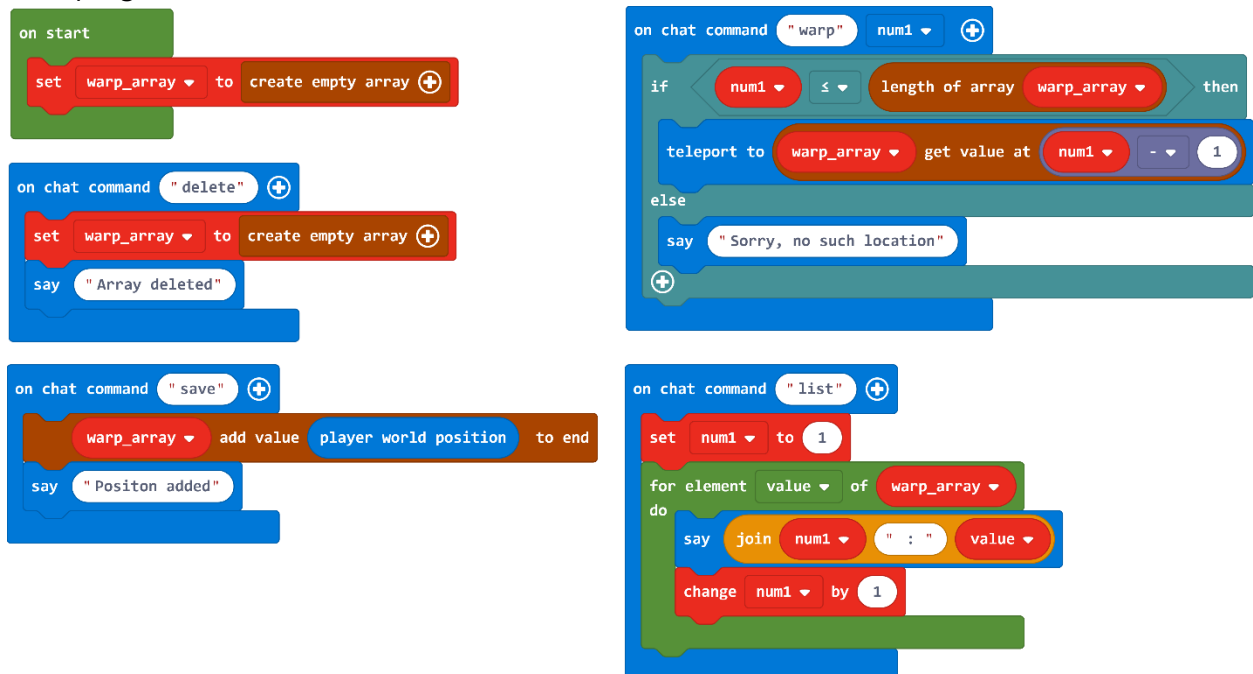 on start
set warp_array to create empty array
on chat command "delete"
set warp_array to create empty array
say "Array deleted"
on chat command "save"
warp_array add value player world position to end
say "Positon added"
on chat command "warp" num1
if num1 ≤ length of array warp_array then
teleport to warp_array get value at num1 - 1
else
say "Sorry, no such location"
on chat command "list"
set num1 to 1
for element value of warp_array
do
say join num1 " : " value
change num1 by 1